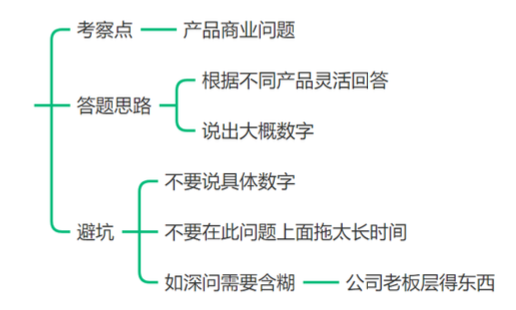 考察点
产品商业问题
答题思路
根据不同产品灵活回答
说出大概数字
避坑
不要说具体数字
不要在此问题上面拖太长时间
如深问需要含糊
公司老板层得东西